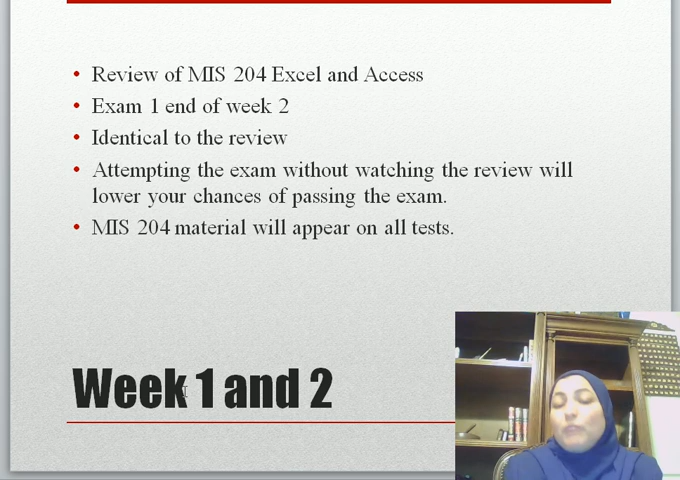 Review of MIS 204 Excel and Access
Exam 1 end of week 2
Identical to the review
Attempting the exam without watching the review will
lower your chances of passing the exam.
MIS 204 material will appear on all tests.
Week 1 and 2